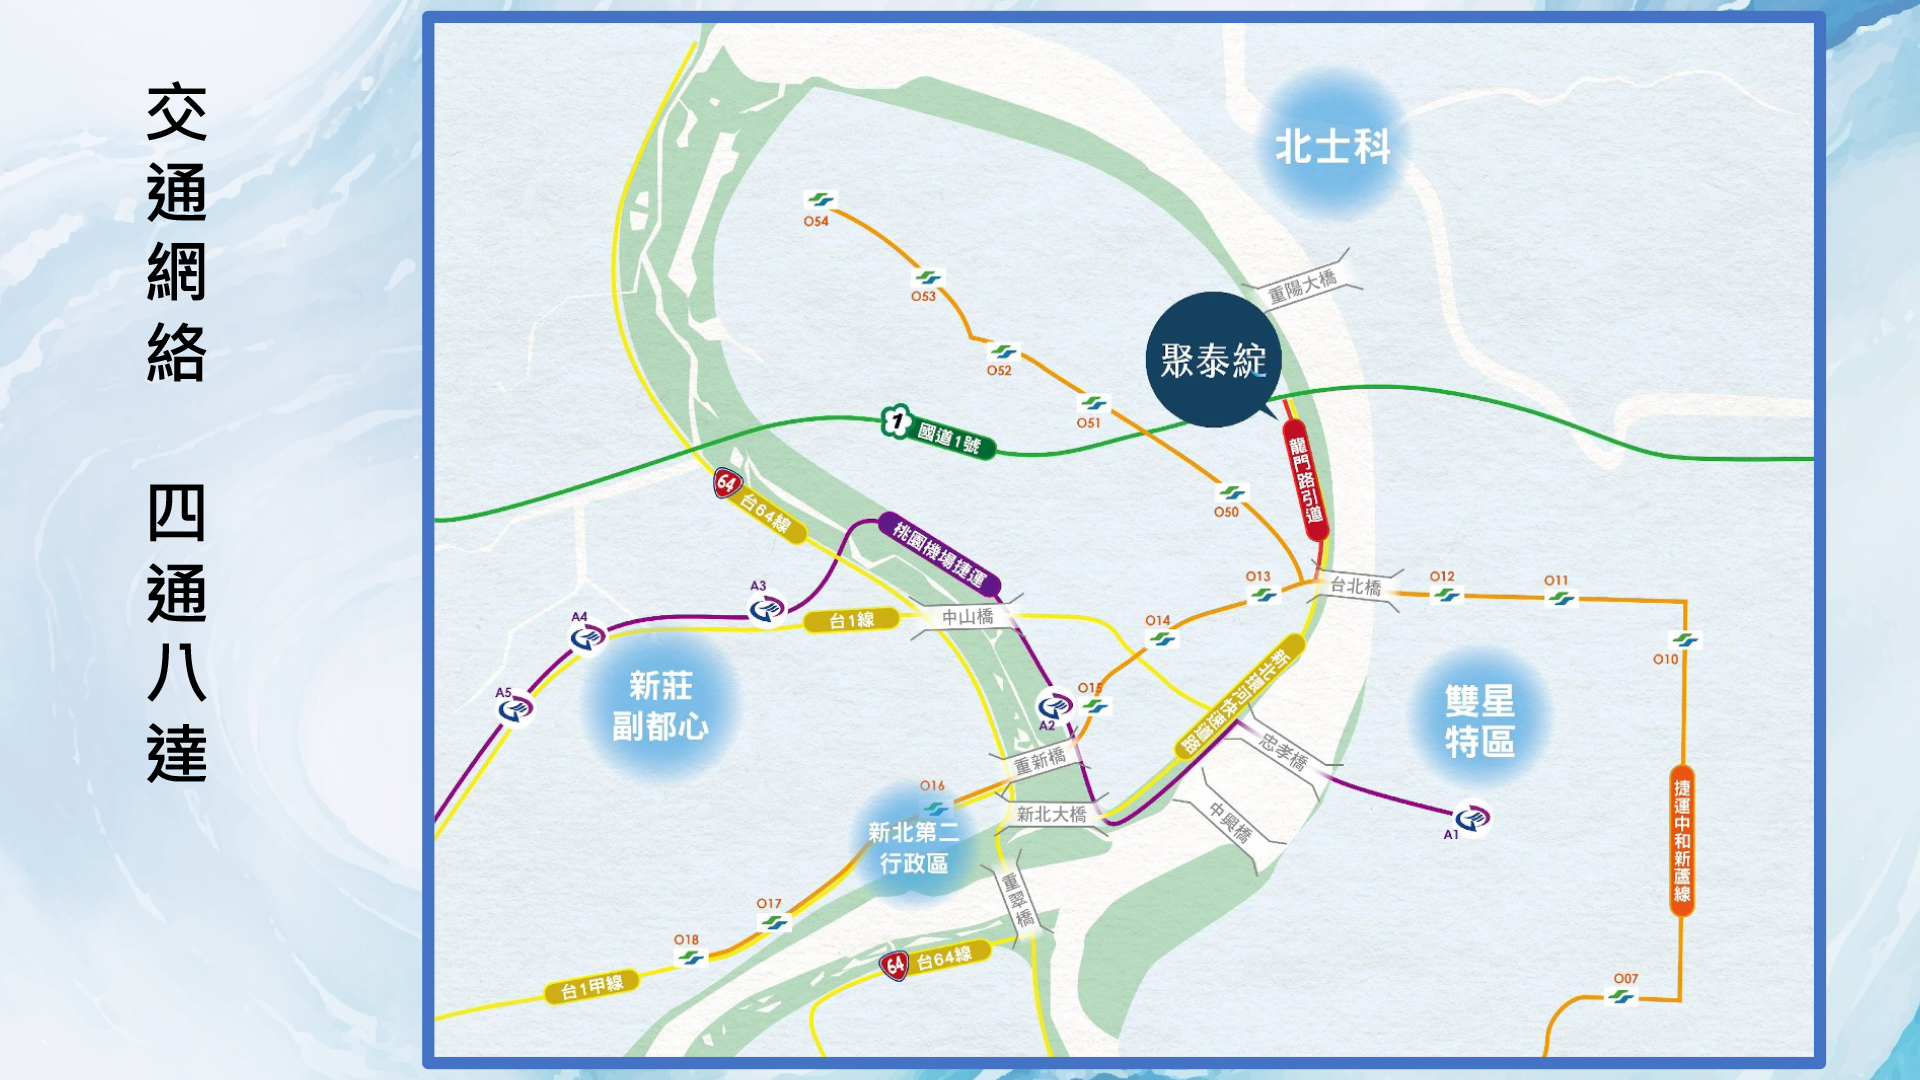 交通網絡 四通八達
北士科
O54
O53
重陽大橋
聚泰綻
O52
O51
1
國道1號
龍門路引道
64
台64線
O50
桃園機場捷運
A3
O13
台北橋
O12
O11
A4
台1線
中山橋
O14
O10
新北環河快速道路
新莊
副都心
A5
O15
A2
雙星
特區
忠孝橋
重新橋
O16
新北大橋
中興橋
A1
新北第二
行政區
捷運中和新蘆線
重翠橋
O17
O18
64
台64線
台1甲線
O07